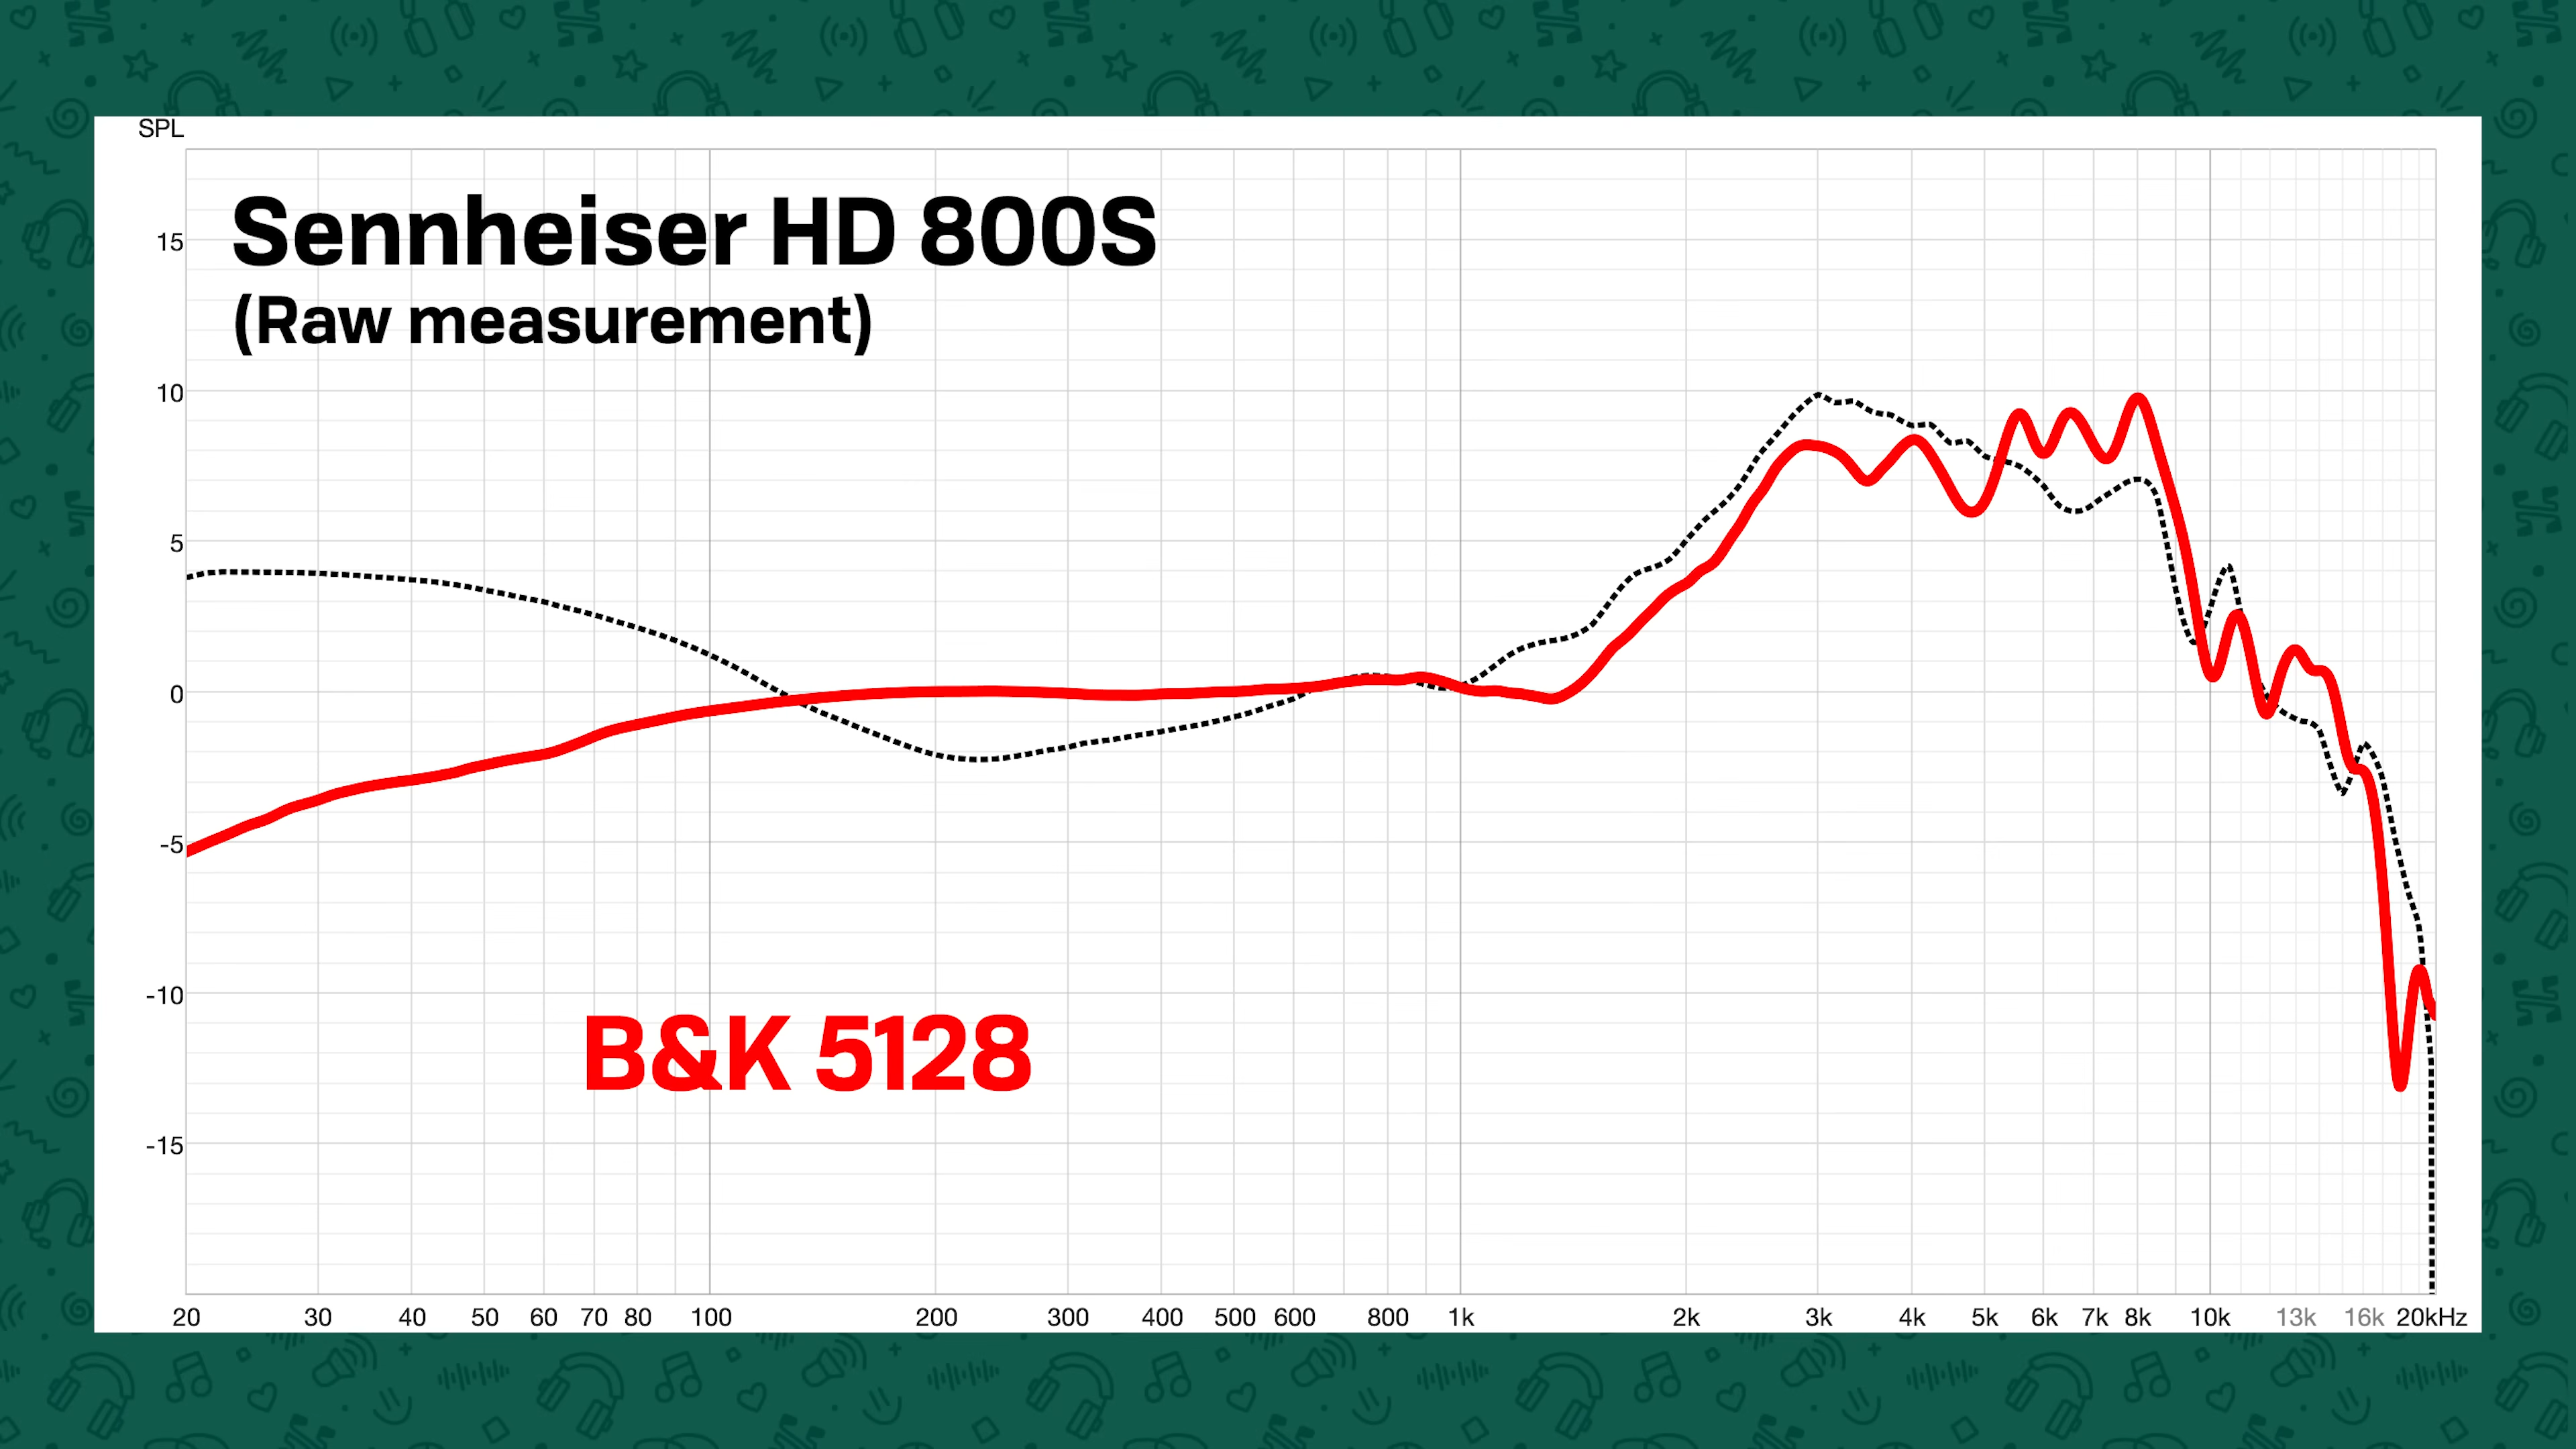 SPL
Sennheiser HD 800S
(Raw measurement)
15
10
5
0
-5
-10
-15
B&K 5128
20 30 40 50 60 70 80 100 200 300 400 500 600 800 1k 2k 3k 4k 5k 6k 7k 8k 10k 13k 16k 20kHz